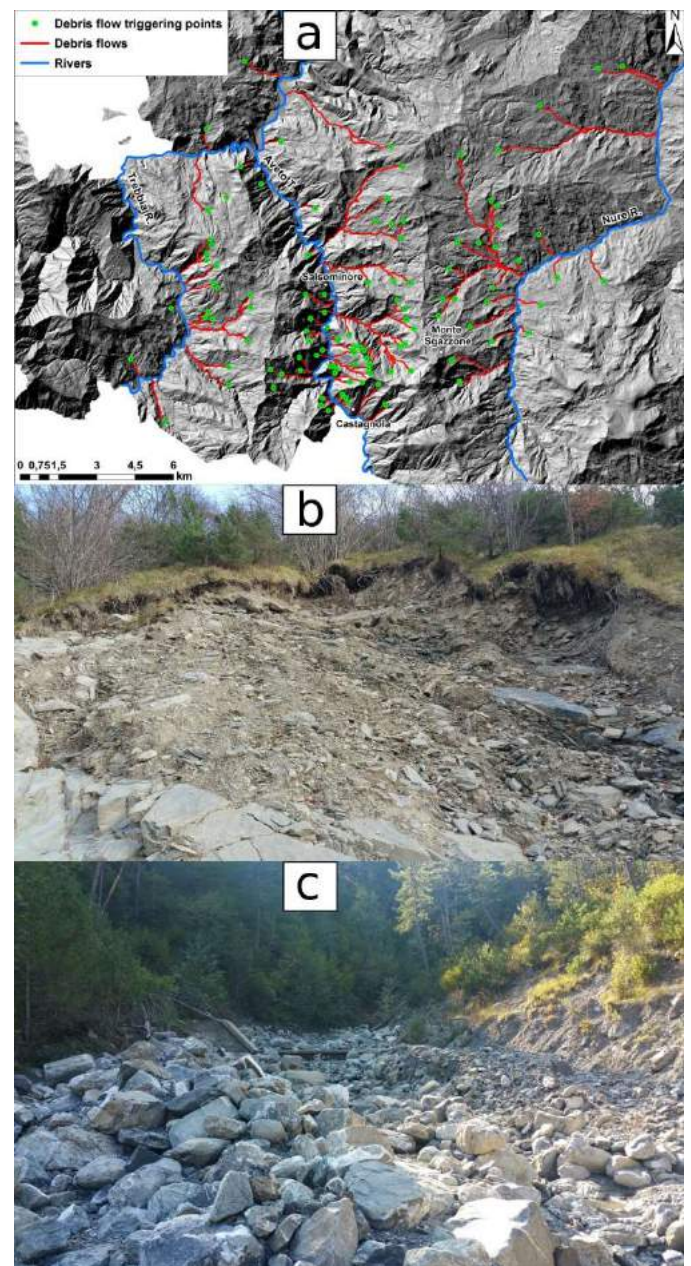 Debris flow triggering points
Debris flows
Rivers
a
N
Trebbia R.
Aveto T.
Nure R.
Salsominore
Monte
Sgazzone
Castagnola
0 0,751,5 3 4,5 6
km
b
c